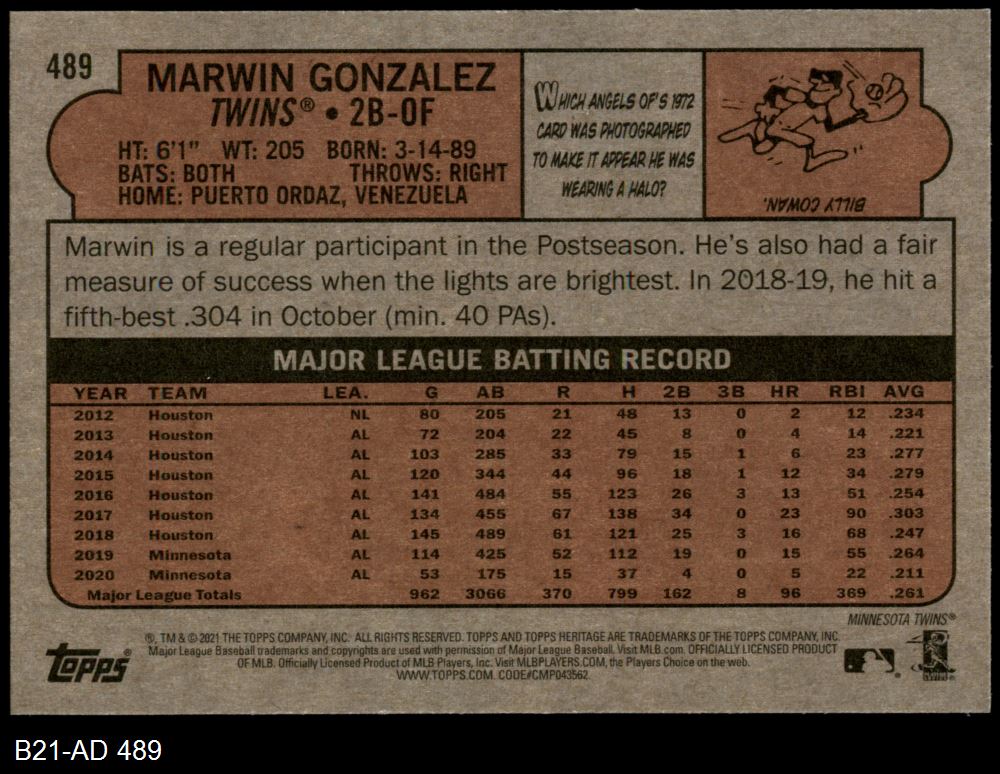 489
MARWIN GONZALEZ
TWINS® • 2B-OF
HT: 6'1" WT: 205 BORN: 3-14-89
BATS: BOTH THROWS: RIGHT
HOME: PUERTO ORDAZ, VENEZUELA
WHICH ANGELS OF'S 1972
CARD WAS PHOTOGRAPHED
TO MAKE IT APPEAR HE WAS
WEARING A HALO?
BILLY COWAN.
Marwin is a regular participant in the Postseason. He's also had a fair
measure of success when the lights are brightest. In 2018-19, he hit a
fifth-best .304 in October (min. 40 PAs).
MAJOR LEAGUE BATTING RECORD
YEAR TEAM LEA. G AB R H 2B 3B HR RBI AVG
2012 Houston NL 80 205 21 48 13 0 2 12 .234
2013 Houston AL 72 204 22 45 8 0 4 14 .221
2014 Houston AL 103 285 33 79 15 1 6 23 .277
2015 Houston AL 120 344 44 96 18 1 12 34 .279
2016 Houston AL 141 484 55 123 26 3 13 51 .254
2017 Houston AL 134 455 67 138 34 0 23 90 .303
2018 Houston AL 145 489 61 121 25 3 16 68 .247
2019 Minnesota AL 114 425 52 112 19 0 15 55 .264
2020 Minnesota AL 53 175 15 37 4 0 5 22 .211
Major League Totals 962 3066 370 799 162 8 96 369 .261
MINNESOTA TWINS®
®, TM & © 2021 THE TOPPS COMPANY, INC. ALL RIGHTS RESERVED. TOPPS AND TOPPS HERITAGE ARE TRADEMARKS OF THE TOPPS COMPANY, INC.
Major League Baseball trademarks and copyrights are used with permission of Major League Baseball. Visit MLB.com. OFFICIALLY LICENSED PRODUCT
OF MLB. Officially Licensed Product of MLB Players, Inc. Visit MLBPLAYERS.COM, the Players Choice on the web.
WWW.TOPPS.COM. CODE#CMP043562
topps®
B21-AD 489